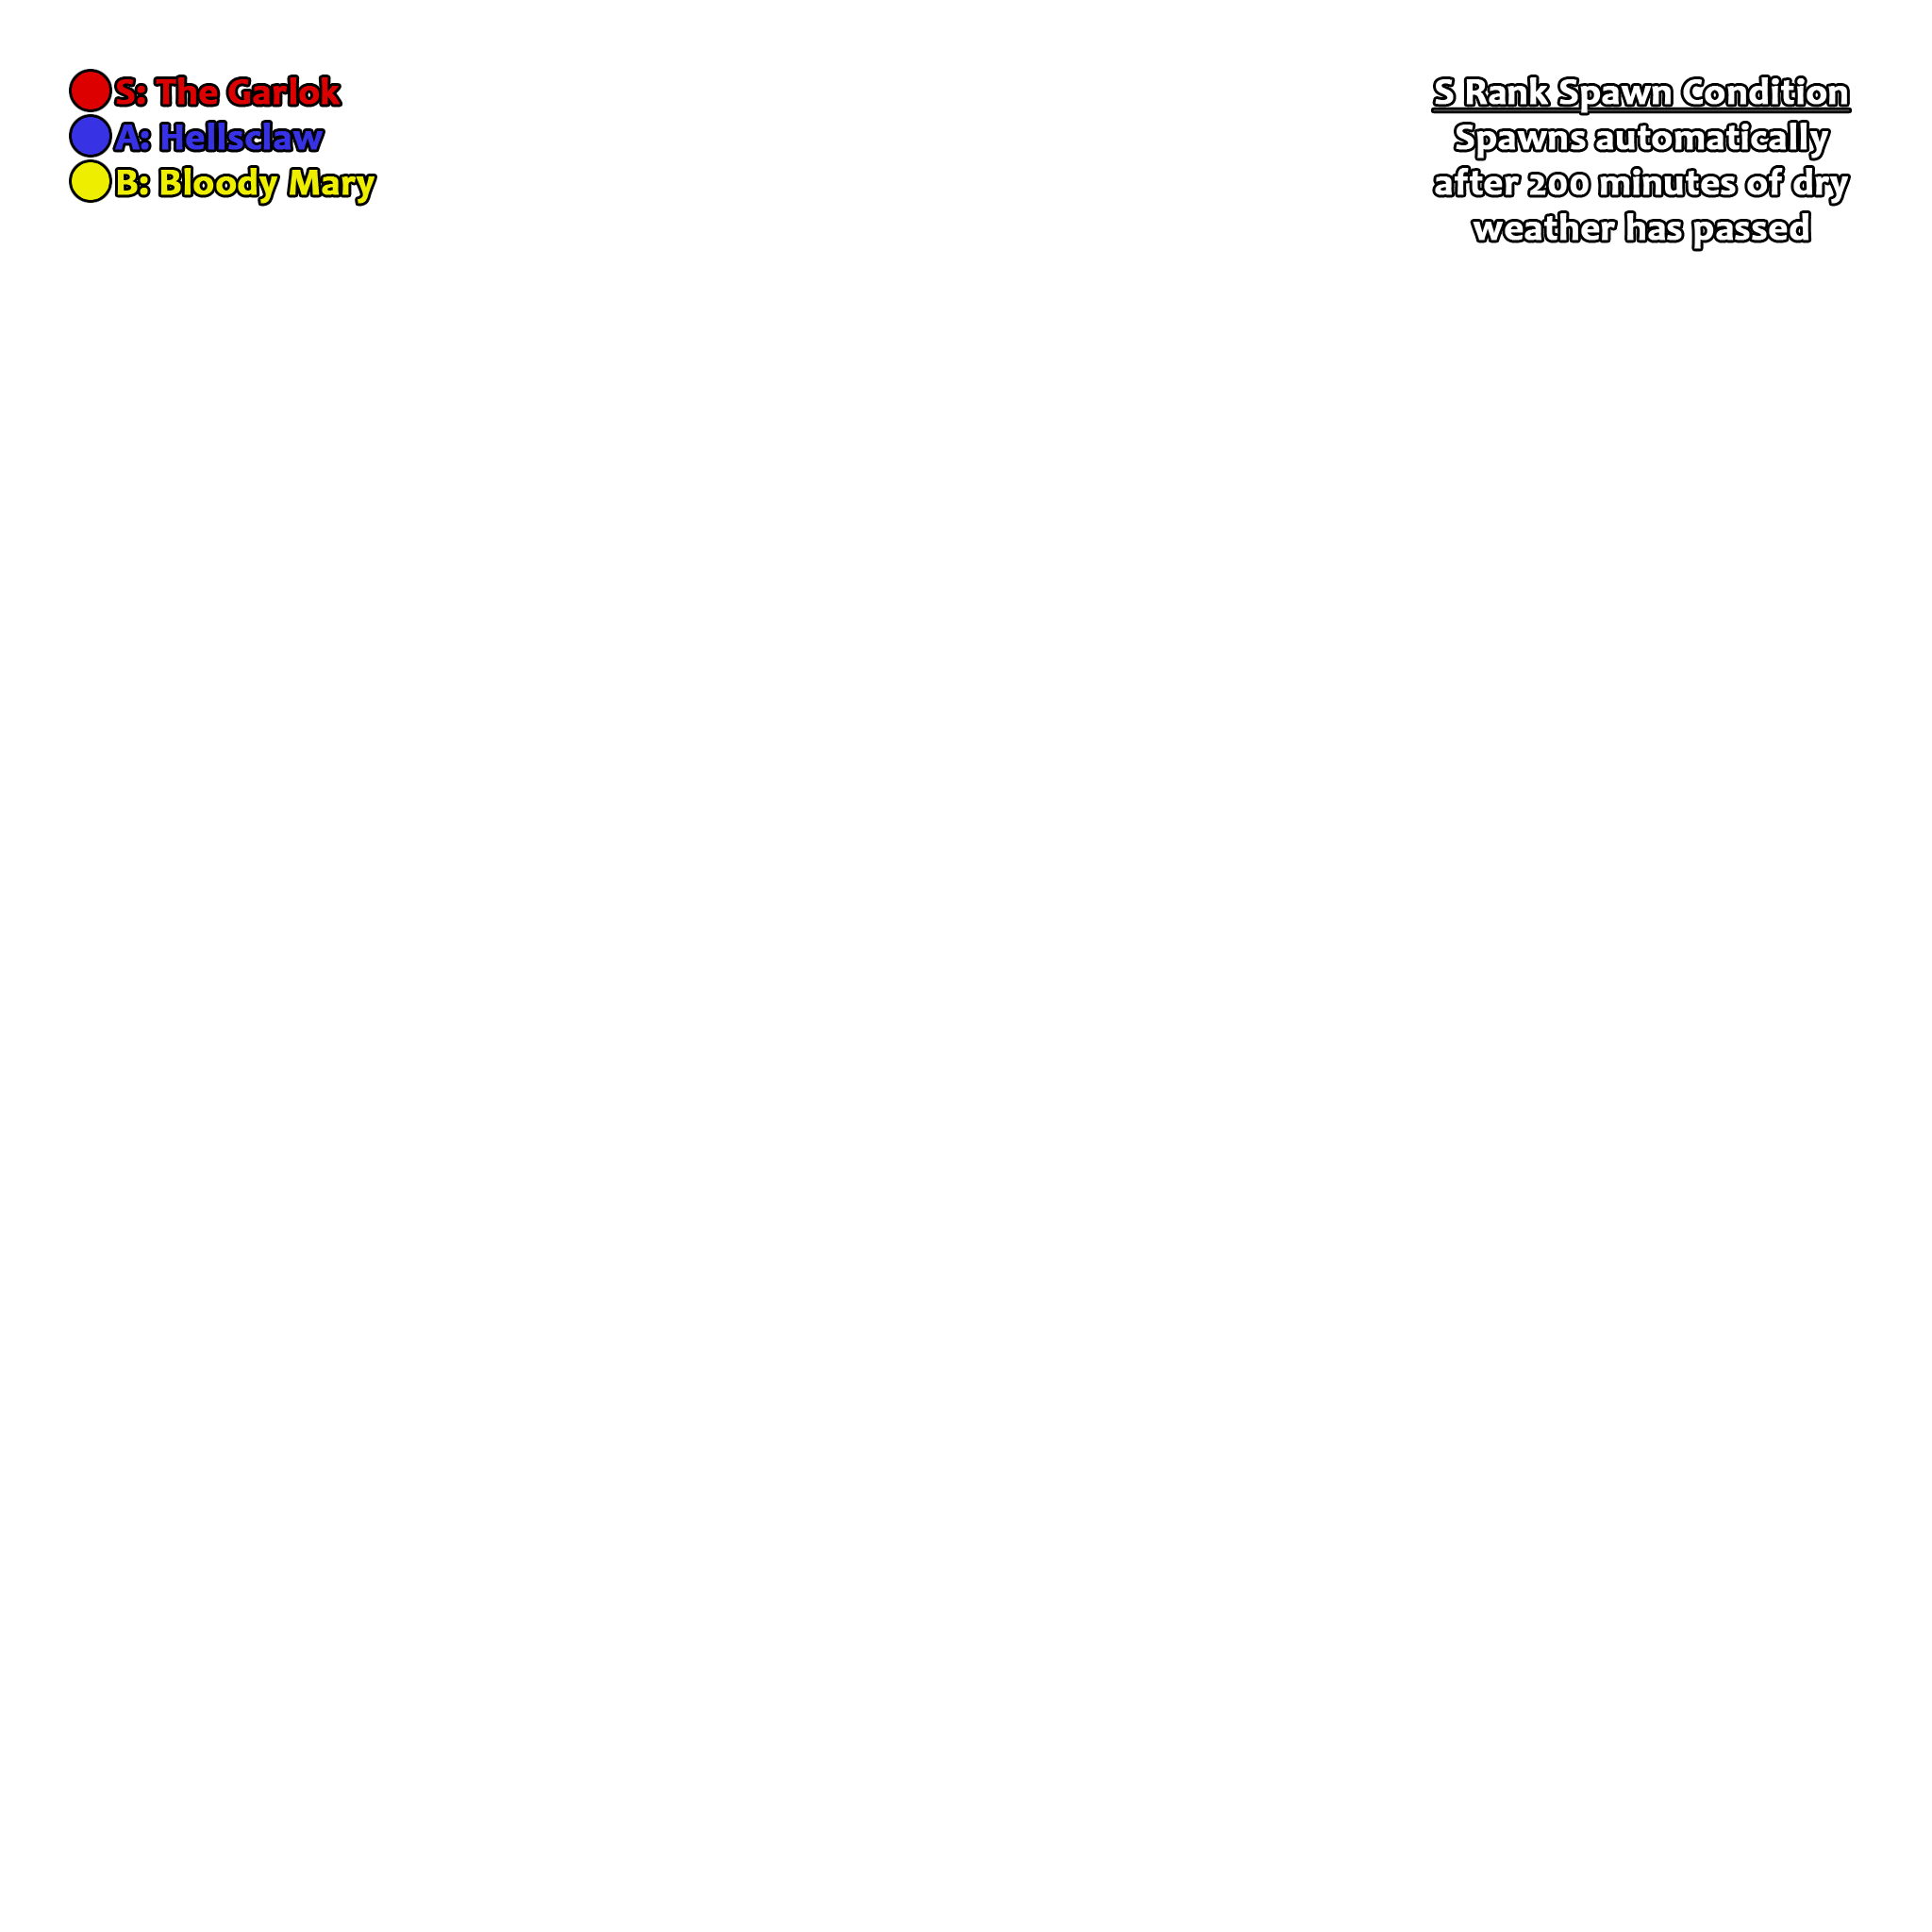 S: The Garlok
A: Hellsclaw
B: Bloody Mary
S Rank Spawn Condition
Spawns automatically
after 200 minutes of dry
weather has passed